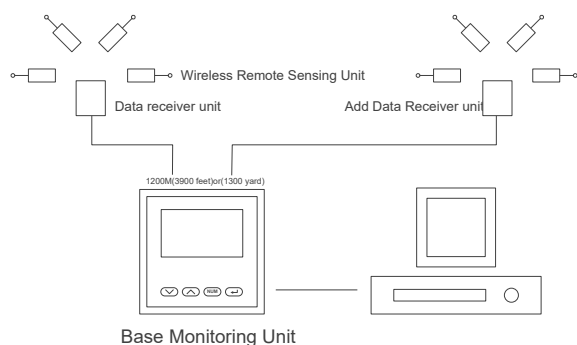 Wireless Remote Sensing Unit
Data receiver unit
Add Data Receiver unit
1200M(3900 feet)or(1300 yard)
NUM
Base Monitoring Unit